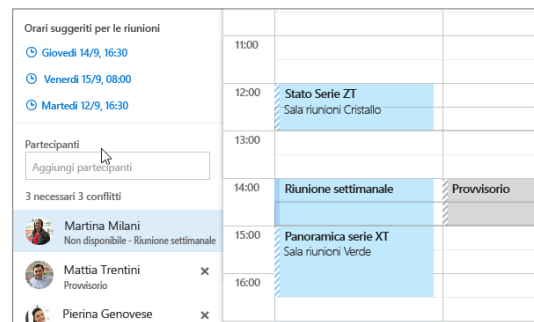 Orari suggeriti per le riunioni
Giovedì 14/9, 16:30
Venerdì 15/9, 08:00
Martedì 12/9, 16:30
Partecipanti
Aggiungi partecipanti
3 necessari 3 conflitti
Martina Milani
Non disponibile - Riunione settimanale
Mattia Trentini
Provvisorio
Pierina Genovese
11:00
12:00
Stato Serie ZT
Sala riunioni Cristallo
13:00
14:00
Riunione settimanale
Provvisorio
15:00
Panoramica serie XT
Sala riunioni Verde
16:00